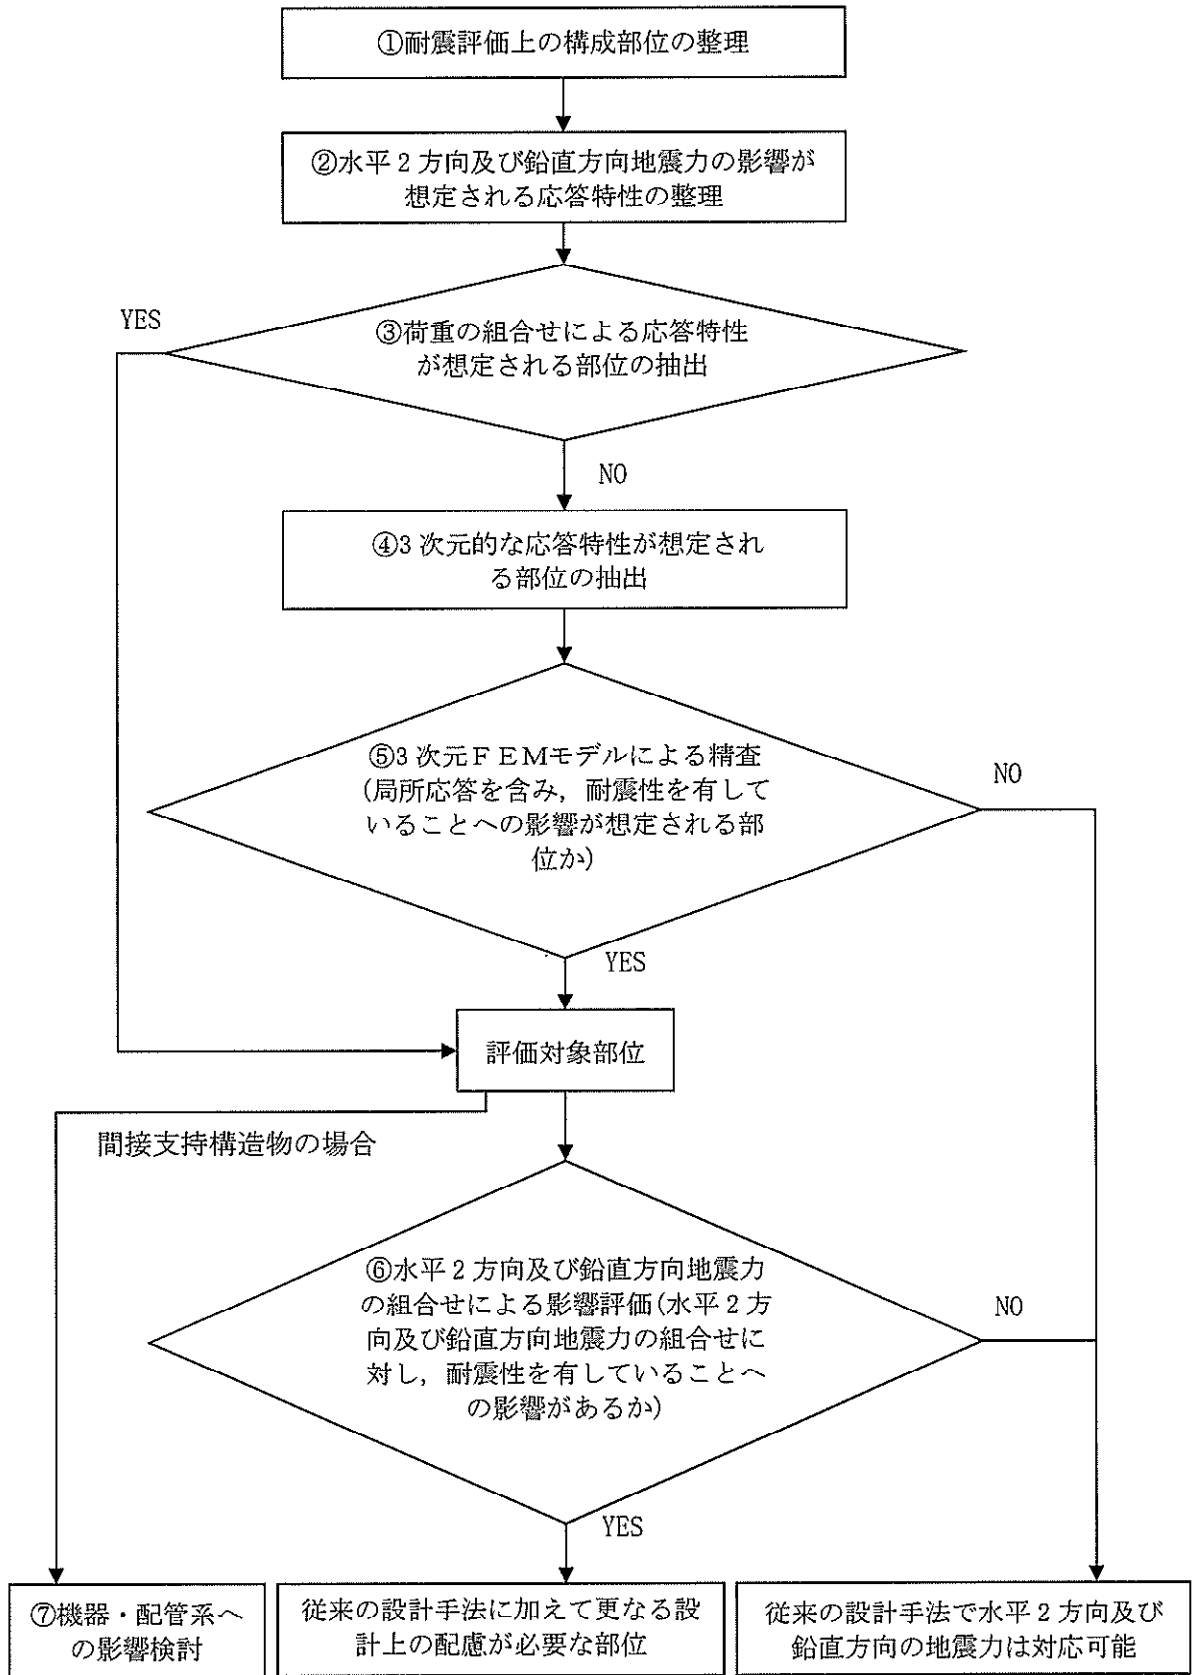 ①耐震評価上の構成部位の整理
②水平2方向及び鉛直方向地震力の影響が
想定される応答特性の整理
YES
③荷重の組合せによる応答特性
が想定される部位の抽出
NO
④3次元的な応答特性が想定され
る部位の抽出
⑤3次元FEMモデルによる精査
(局所応答を含み，耐震性を有して
いることへの影響が想定される部
位か)
NO
YES
評価対象部位
間接支持構造物の場合
⑥水平2方向及び鉛直方向地震力
の組合せによる影響評価(水平2方
向及び鉛直方向地震力の組合せに
対し，耐震性を有していることへ
の影響があるか)
NO
YES
⑦機器・配管系へ
の影響検討
従来の設計手法に加えて更なる設
計上の配慮が必要な部位
従来の設計手法で水平2方向及び
鉛直方向の地震力は対応可能